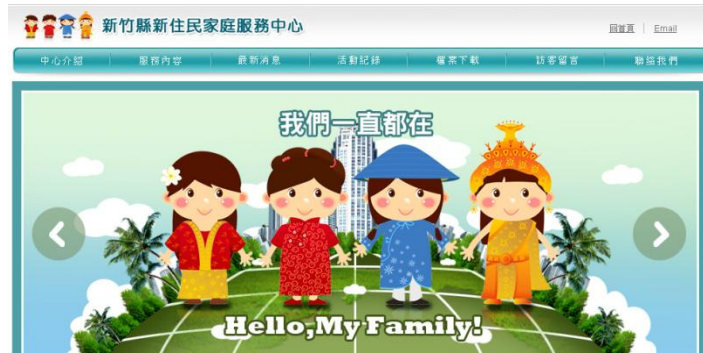 新竹縣新住民家庭服務中心
回首頁 | Email
中心介紹 服務內容 最新消息 活動記錄 檔案下載 訪客留言 聯絡我們
我們一直都在
Hello,My Family!